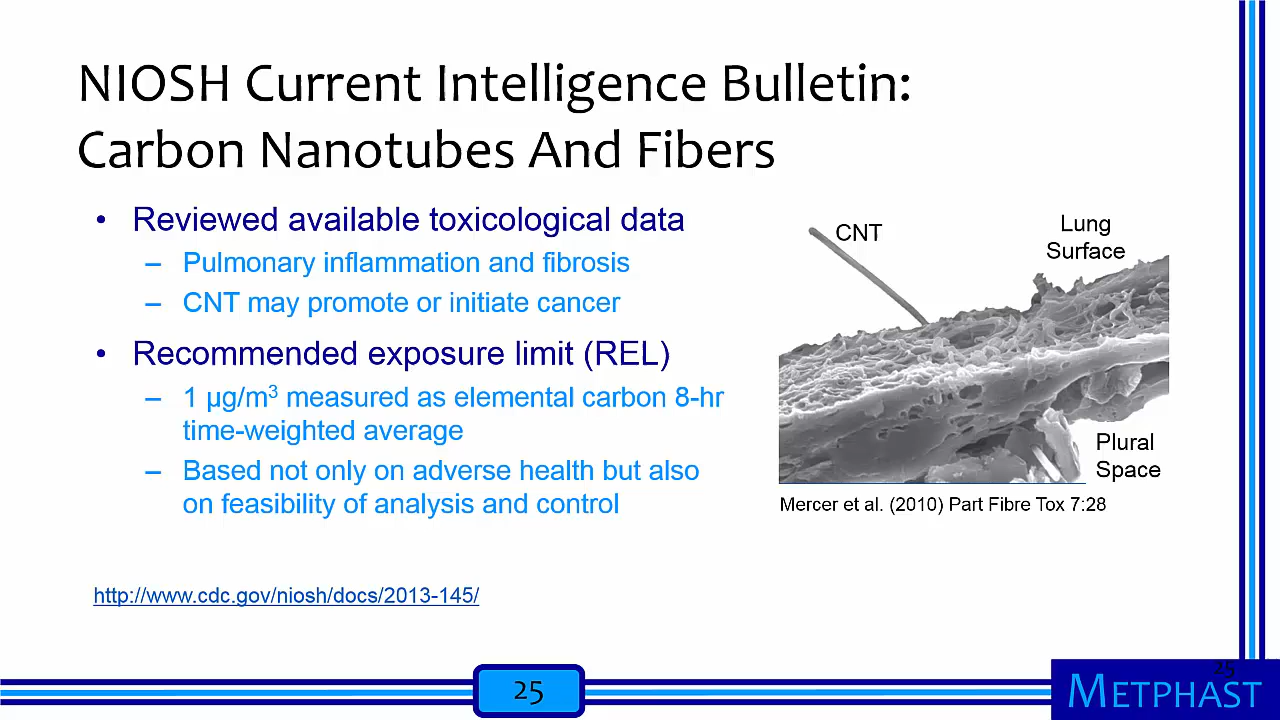 NIOSH Current Intelligence Bulletin:
Carbon Nanotubes And Fibers
• Reviewed available toxicological data
– Pulmonary inflammation and fibrosis
– CNT may promote or initiate cancer
• Recommended exposure limit (REL)
– 1 µg/m³ measured as elemental carbon 8-hr
time-weighted average
– Based not only on adverse health but also
on feasibility of analysis and control
CNT
Lung
Surface
Plural
Space
Mercer et al. (2010) Part Fibre Tox 7:28
http://www.cdc.gov/niosh/docs/2013-145/
25
25
METPHAST